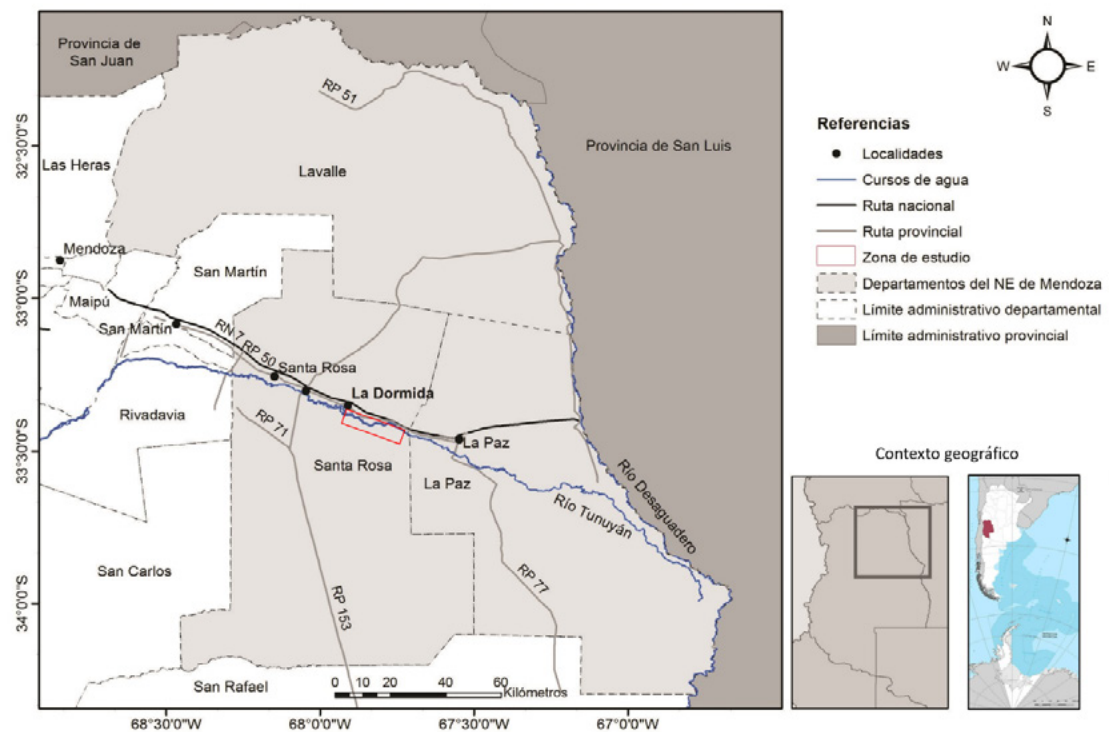 Provincia de
San Juan
RP 51
Provincia de San Luis
Las Heras
Lavalle
Mendoza
San Martín
Maipú
San Martín
RN 7
RP 50
Santa Rosa
La Dormida
Rivadavia
RP 71
La Paz
Santa Rosa
La Paz
Río Desaguadero
Río Tunuyán
San Carlos
RP 153
RP 77
San Rafael
0 5 10 20 40 60
Kilómetros
32°30'0"S
33°0'0"S
33°30'0"S
34°0'0"S
68°30'0"W
68°0'0"W
67°30'0"W
67°0'0"W
N
W
E
S
Referencias
Localidades
Cursos de agua
Ruta nacional
Ruta provincial
Zona de estudio
Departamentos del NE de Mendoza
Límite administrativo departamental
Límite administrativo provincial
Contexto geográfico